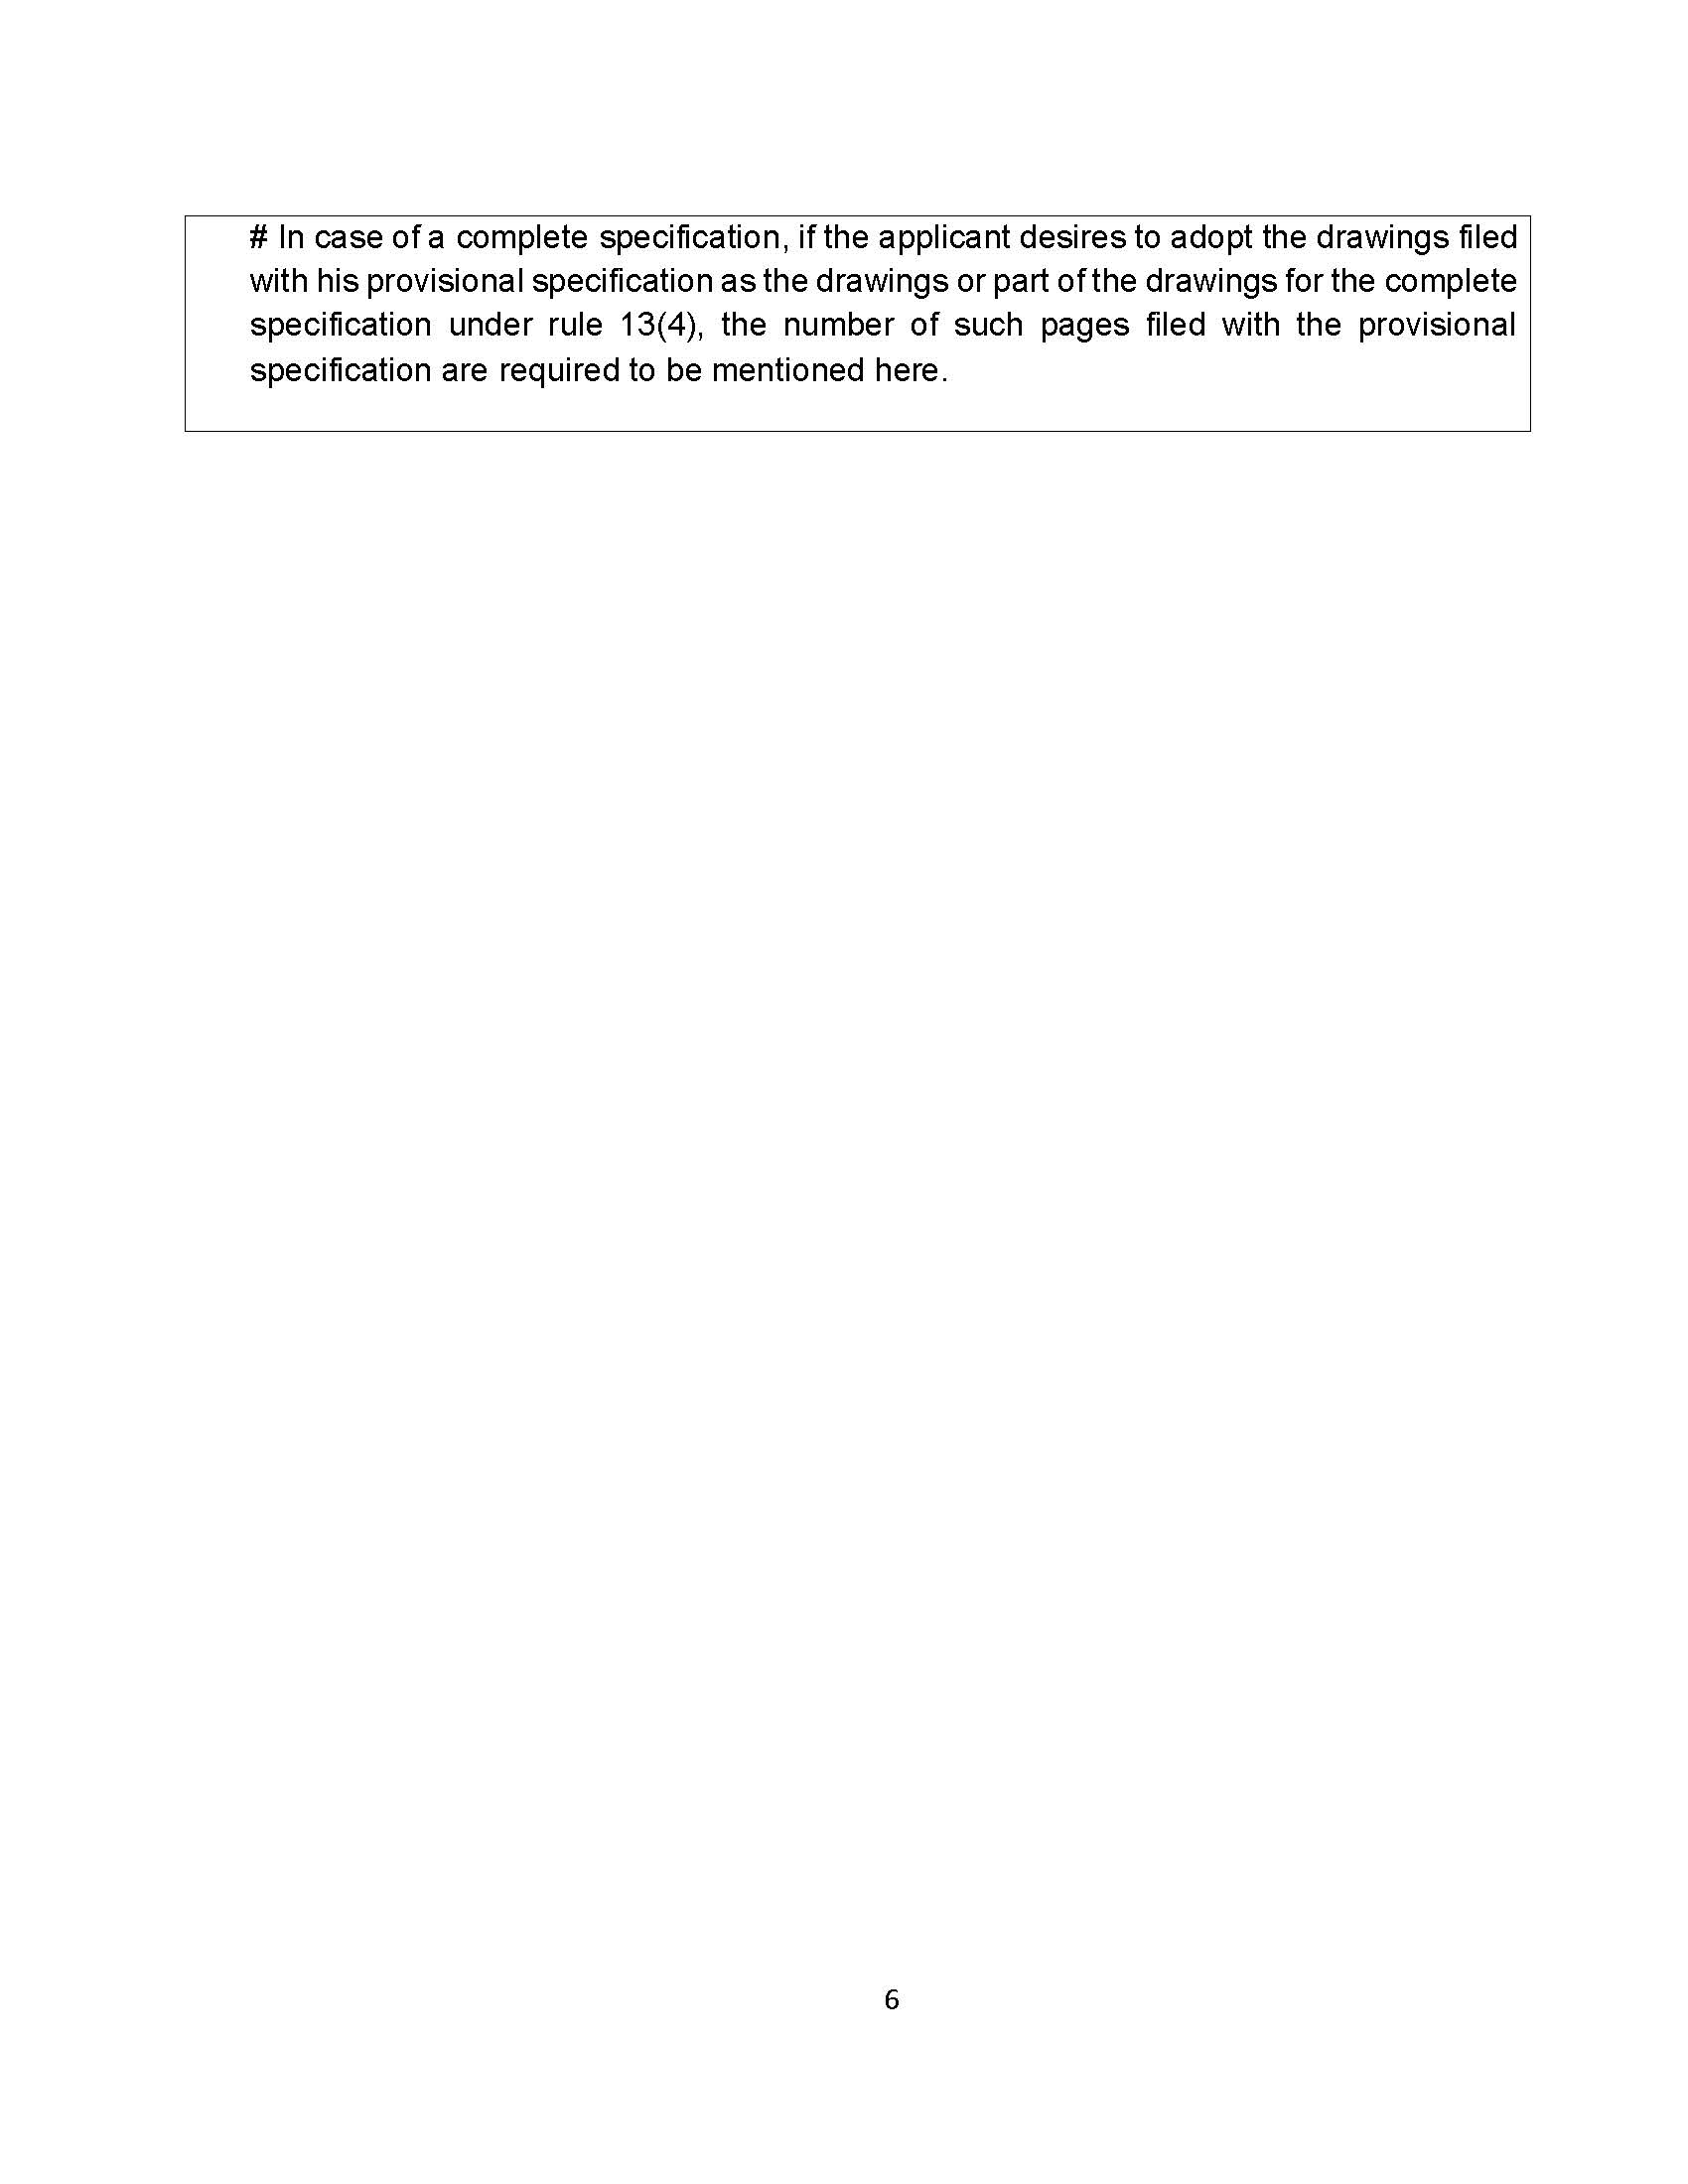 # In case of a complete specification, if the applicant desires to adopt the drawings filed
with his provisional specification as the drawings or part of the drawings for the complete
specification under rule 13(4), the number of such pages filed with the provisional
specification are required to be mentioned here.
6